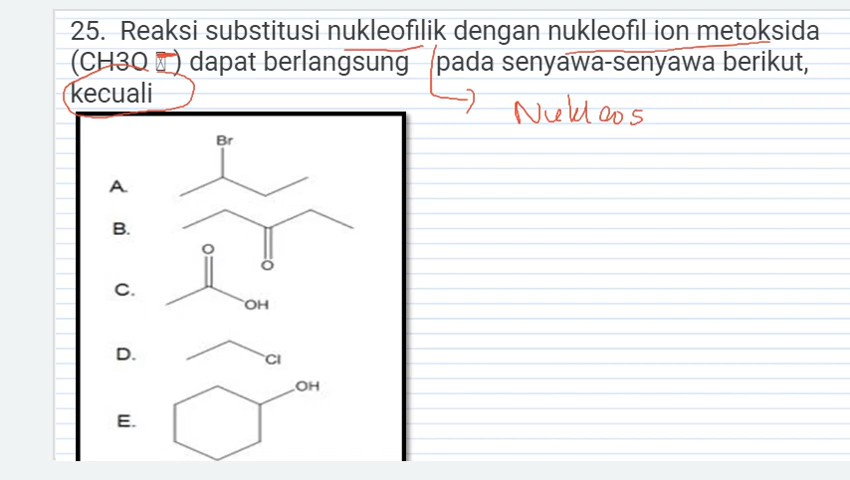 25. Reaksi substitusi nukleofilik dengan nukleofil ion metoksida
(CH3O ) dapat berlangsung pada senyawa-senyawa berikut,
kecuali
Nukleos
Br
A.
B.
O
O
C.
OH
D.
Cl
OH
E.